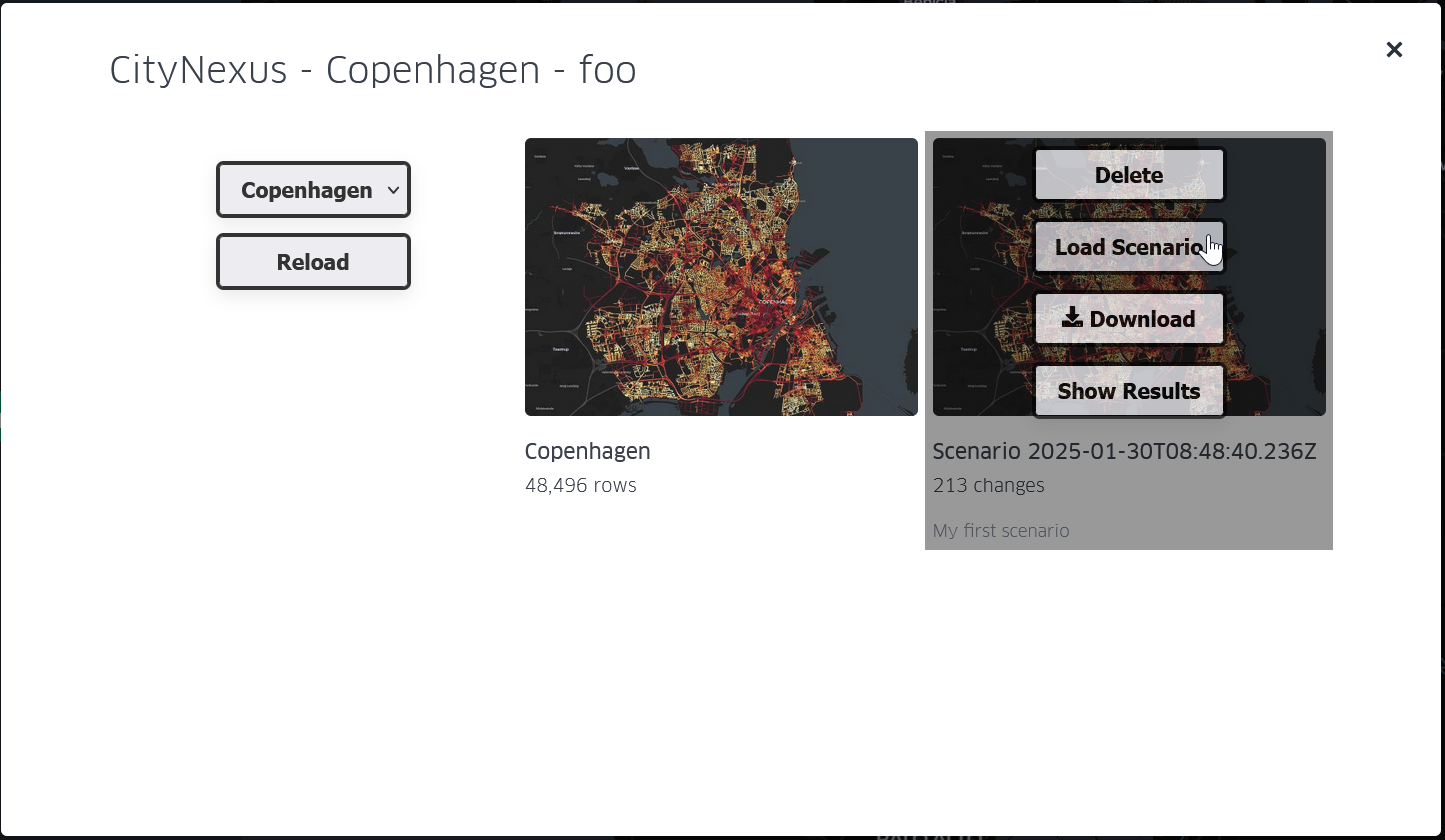 CityNexus - Copenhagen - foo
Copenhagen
Reload
COPENHAGEN
Copenhagen
48,496 rows
Delete
Load Scenario
Download
Show Results
Scenario 2025-01-30T08:48:40.236Z
213 changes
My first scenario